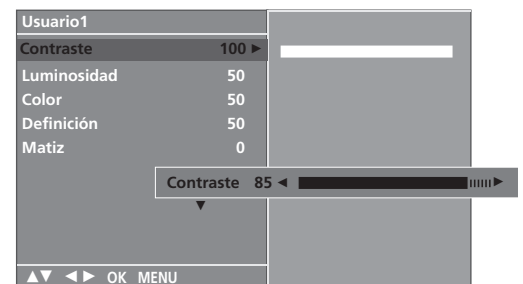 Usuario1
Contraste 100 ►
Luminosidad 50
Color 50
Definición 50
Matiz 0
Contraste 85 ◄ ►
▼
▲▼ ◄► OK MENU